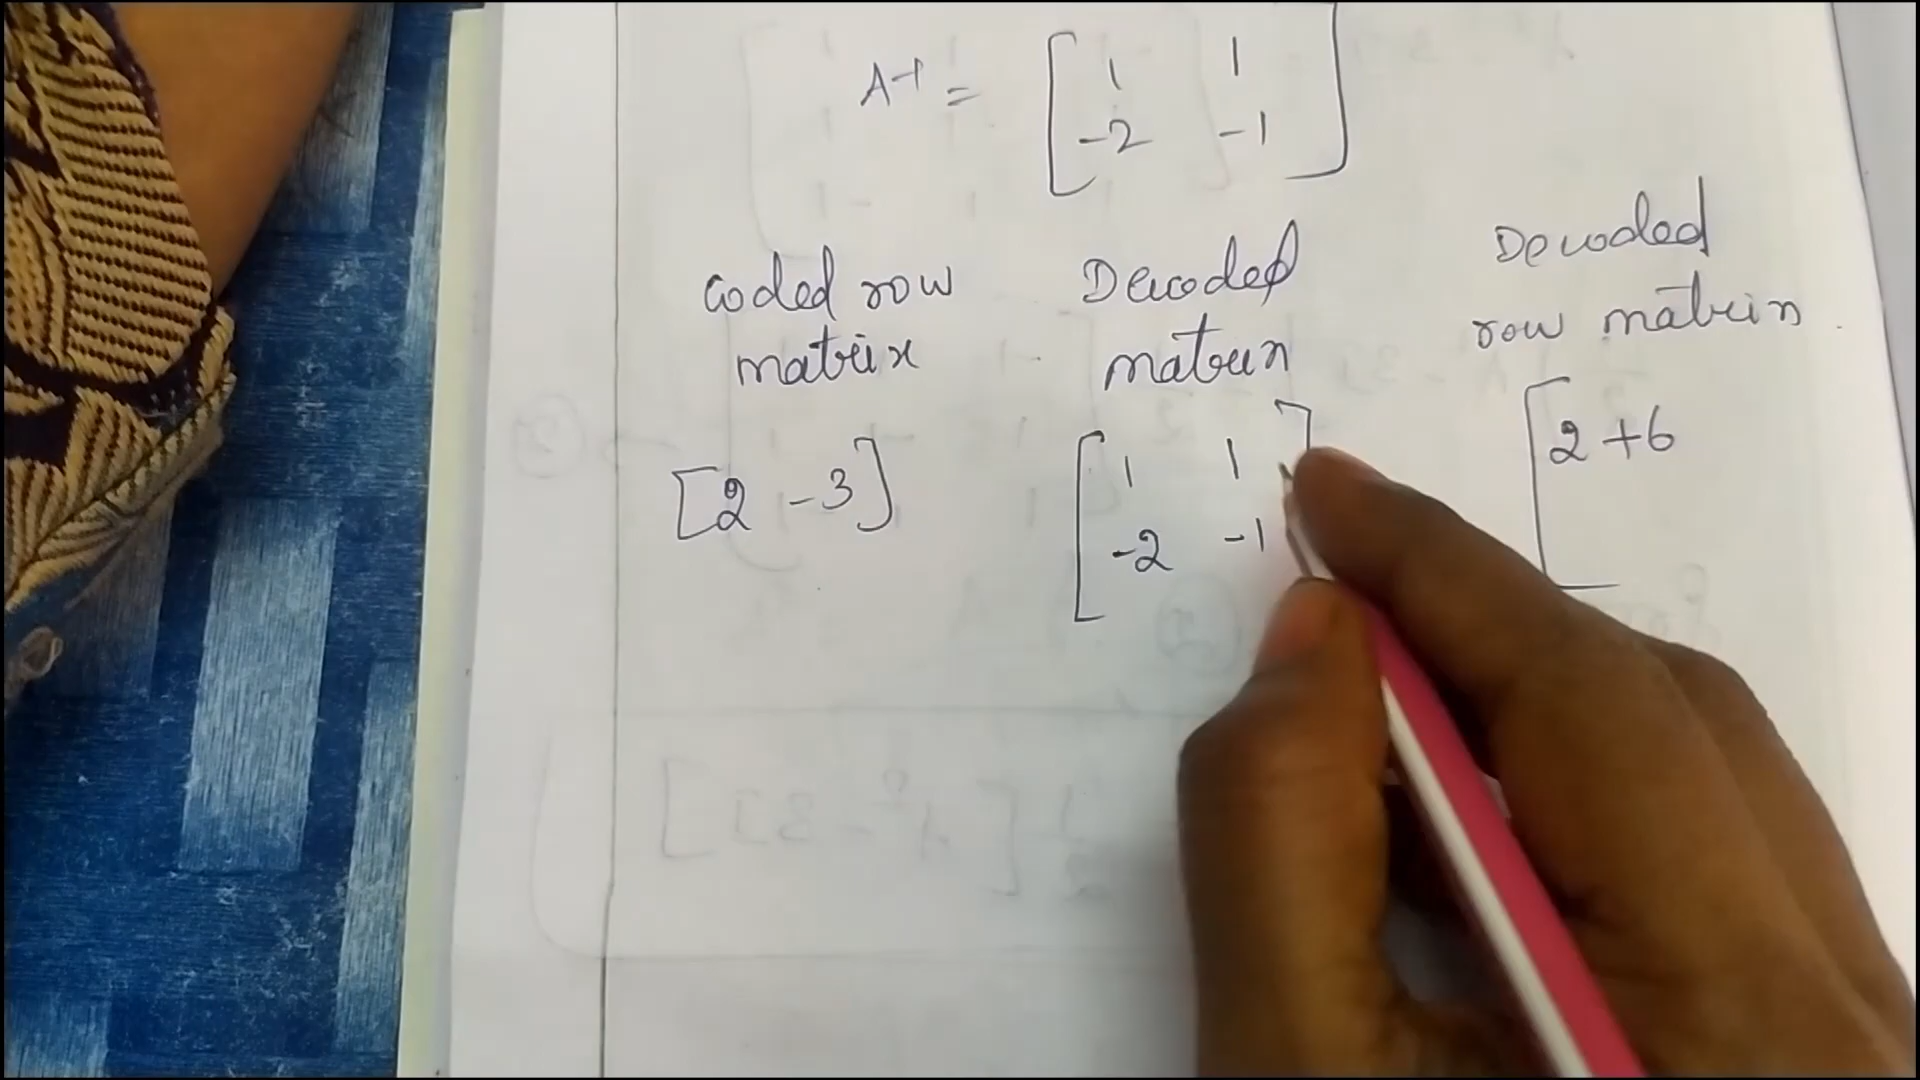 A-1 = [ 1 1
-2 -1 ]
Coded row matrix
Decoded matrix
Decoded row matrix
[2 -3]
[ 1 1
-2 -1 ]
[ 2 + 6